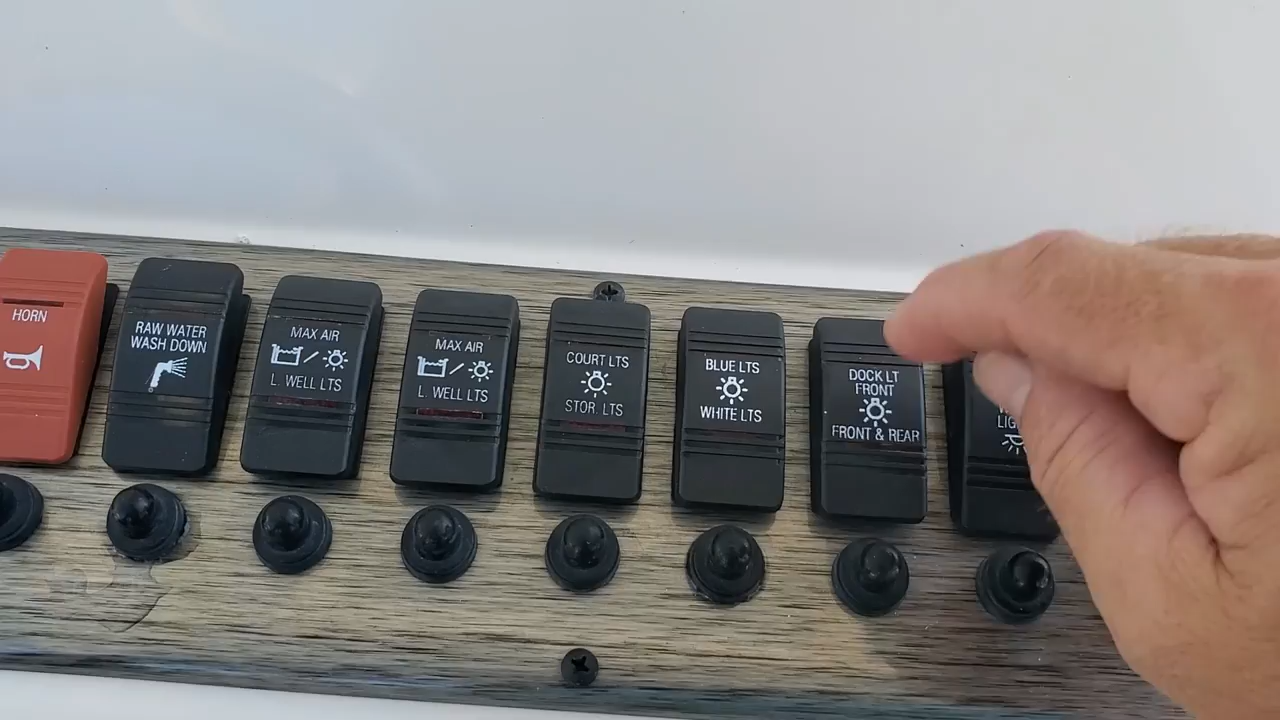 HORN
RAW WATER
WASH DOWN
MAX AIR
/
L. WELL LTS
MAX AIR
/
L. WELL LTS
COURT LTS
STOR. LTS
BLUE LTS
WHITE LTS
DOCK LT
FRONT
FRONT & REAR